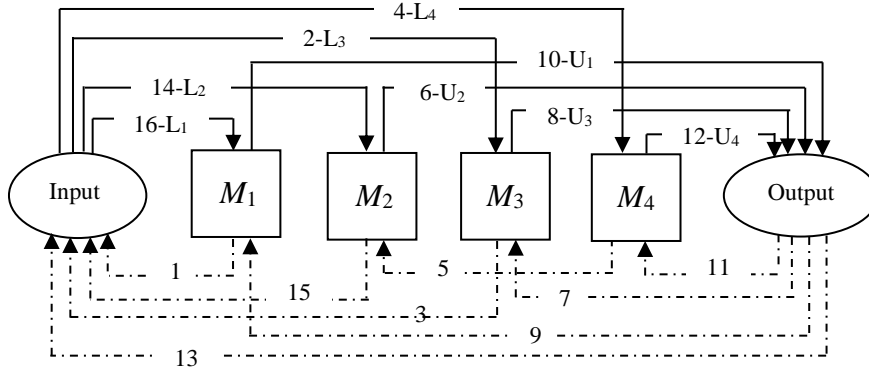 4-L₄
2-L₃
10-U₁
14-L₂
6-U₂
8-U₃
16-L₁
12-U₄
Input
M₁
M₂
M₃
M₄
Output
1
5
11
15
7
3
9
13